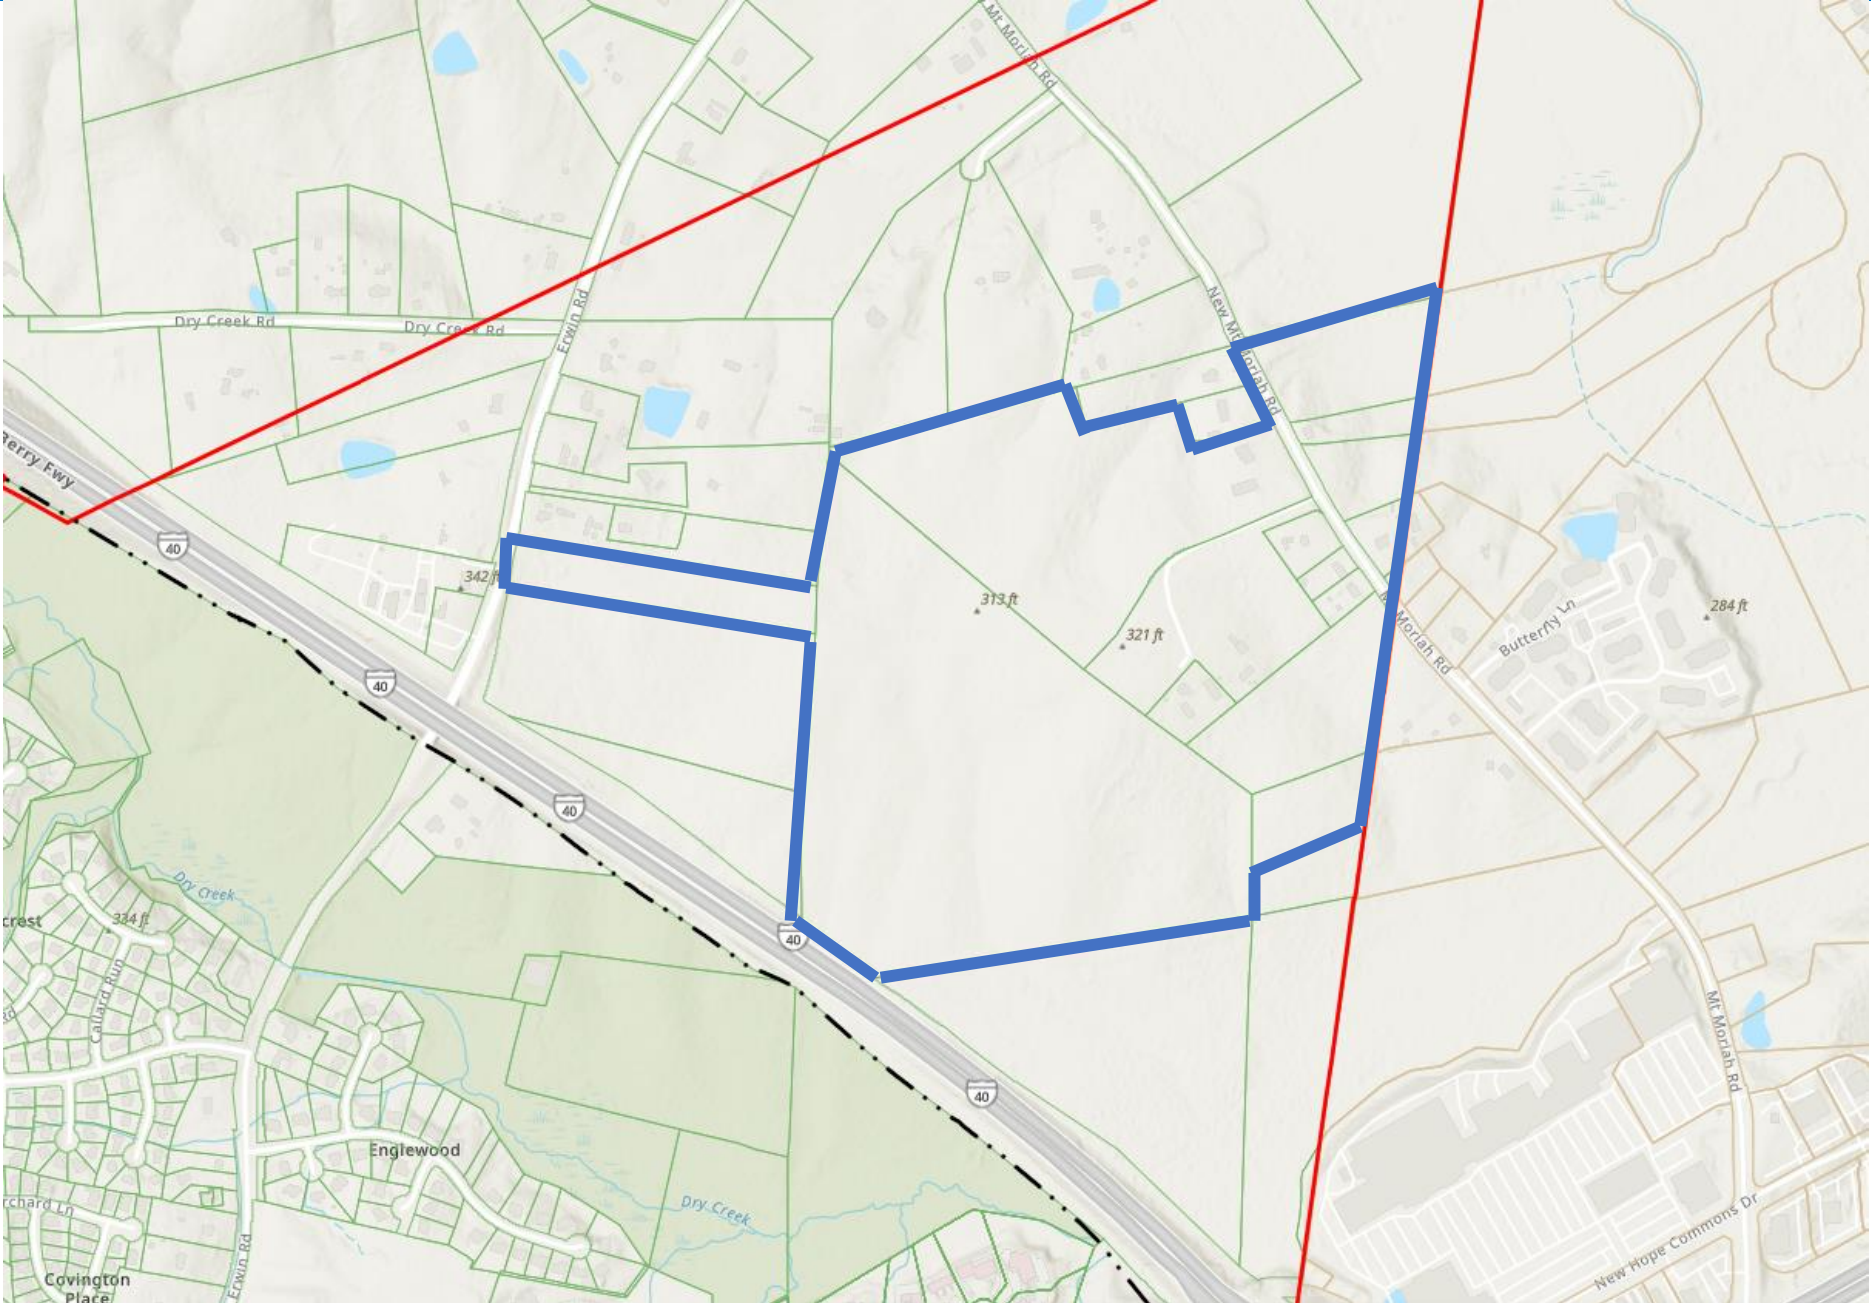 Mt Moriah Rd
New Mt Moriah Rd
Erwin Rd
Dry Creek Rd
Dry Creek Rd
Berry Fwy
40
342 ft
313 ft
321 ft
284 ft
Butterfly Ln
Mt Moriah Rd
40
40
Dry Creek
crest
334 ft
40
Callard Run
Rd
Mt Moriah Rd
40
Englewood
rchard Ln
Dry Creek
Erwin Rd
New Hope Commons Dr
Covington
Place